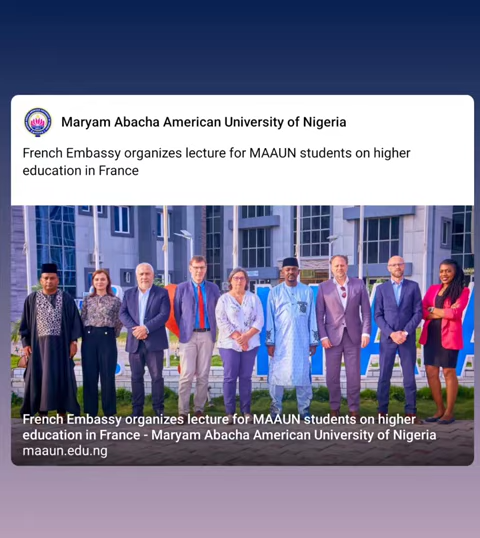 Maryam Abacha American University of Nigeria
French Embassy organizes lecture for MAAUN students on higher
education in France
French Embassy organizes lecture for MAAUN students on higher
education in France - Maryam Abacha American University of Nigeria
maaun.edu.ng